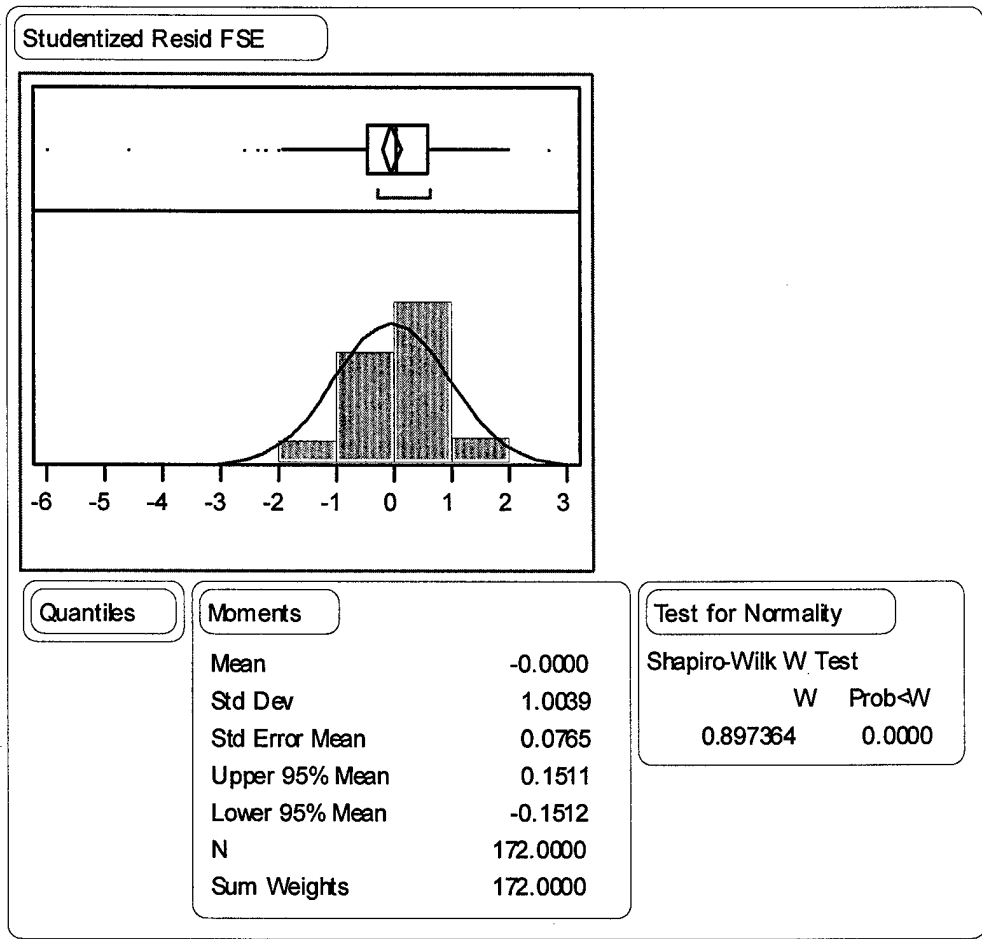 Studentized Resid FSE
-6 -5 -4 -3 -2 -1 0 1 2 3
Quantiles
Moments
Mean -0.0000
Std Dev 1.0039
Std Error Mean 0.0765
Upper 95% Mean 0.1511
Lower 95% Mean -0.1512
N 172.0000
Sum Weights 172.0000
Test for Normality
Shapiro-Wilk W Test
W Prob<W
0.897364 0.0000